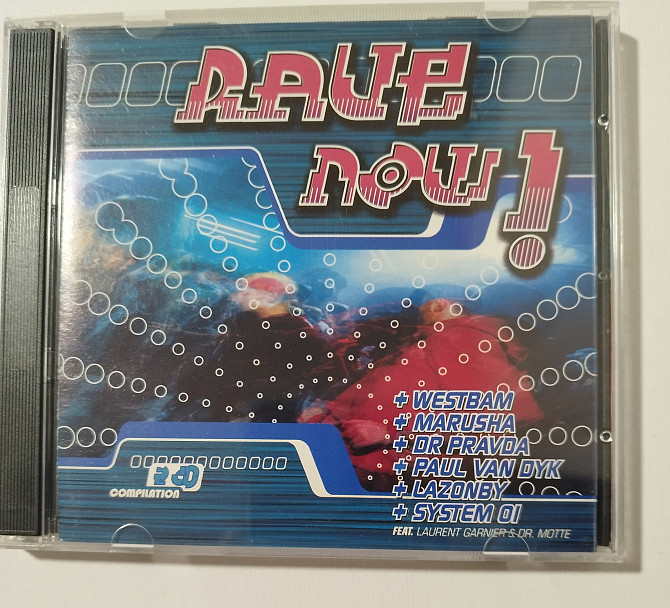 RAVE
NOW!
+ WESTBAM
+ MARUSHA
+ DR PRAVDA
+ PAUL VAN DYK
+ LAZONBY
+ SYSTEM 01
FEAT. LAURENT GARNIER & DR. MOTTE
2 CD
COMPILATION